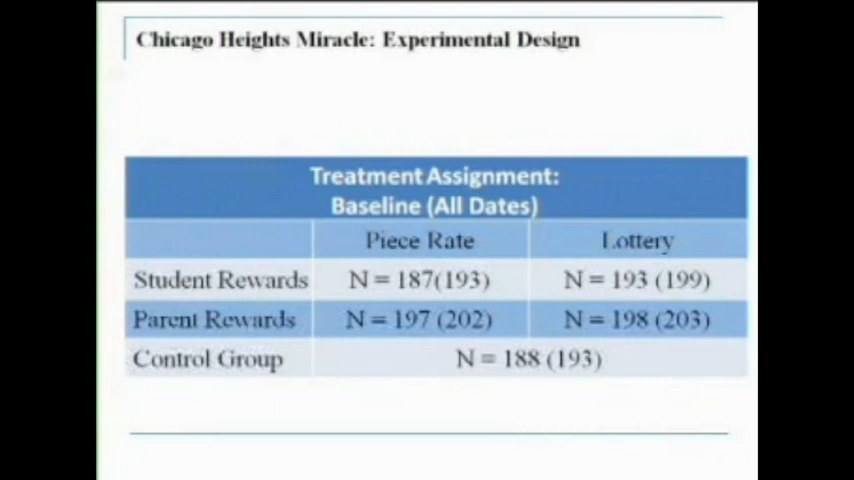 Chicago Heights Miracle: Experimental Design
Treatment Assignment:
Baseline (All Dates)
Piece Rate Lottery
Student Rewards N = 187(193) N = 193 (199)
Parent Rewards N = 197 (202) N = 198 (203)
Control Group N = 188 (193)